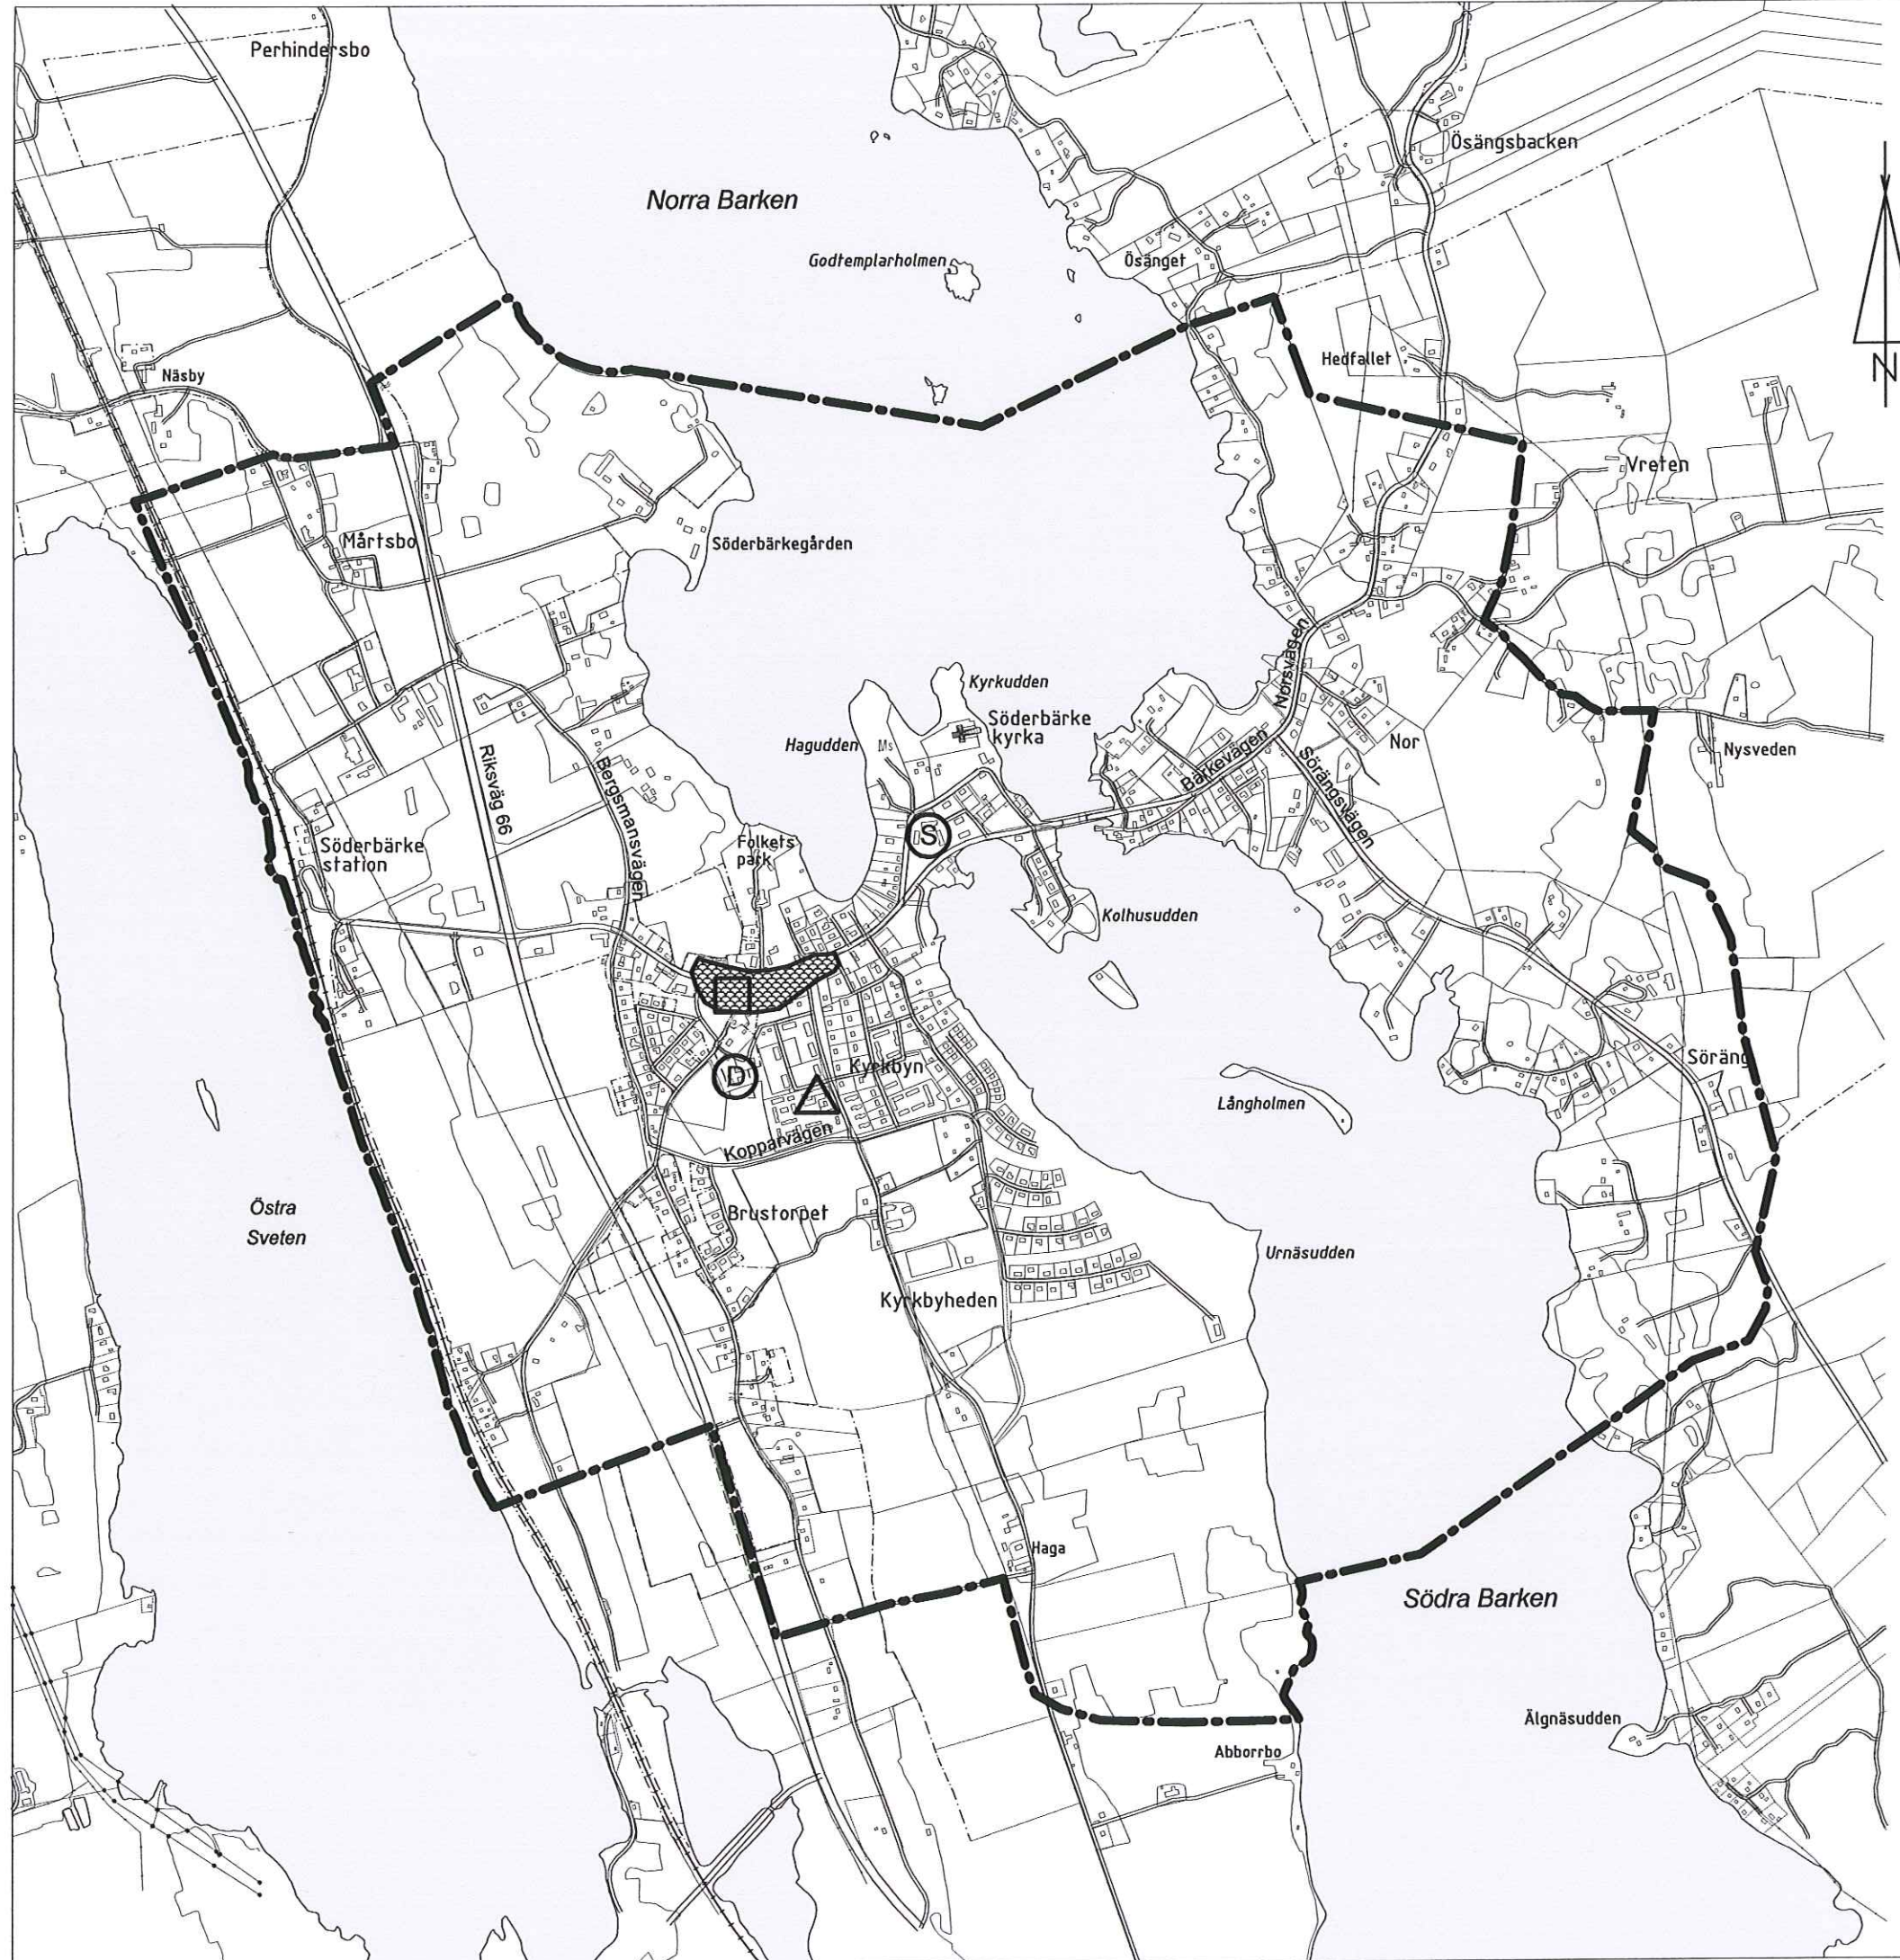 Perhindersbo
Norra Barken
Ösängsbacken
Godtemplarholmen
Ösänget
N
Hedfallet
Näsby
Vreten
Mårtsbo
Söderbärkegården
Norsvägen
Kyrkudden
Söderbärke
kyrka
Hagudden
Ms
Nor
Nysveden
Bärkevägen
Sörängsvägen
Riksväg 66
Bergsmansvägen
Folkets
park
S
Söderbärke
station
Kolhusudden
Kyrkbyn
D
Söräng
Långholmen
Kopparvägen
Östra
Sveten
Brustorpet
Urnäsudden
Kyrkbyheden
Haga
Södra Barken
Älgnäsudden
Abborrbo